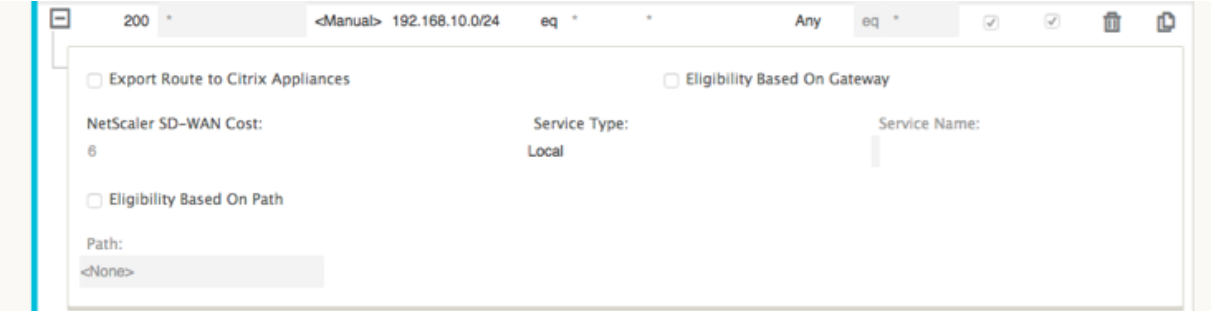 200 * <Manual> 192.168.10.0/24 eq * * Any eq *
Export Route to Citrix Appliances Eligibility Based On Gateway
NetScaler SD-WAN Cost: Service Type: Service Name:
6 Local
Eligibility Based On Path
Path:
<None>